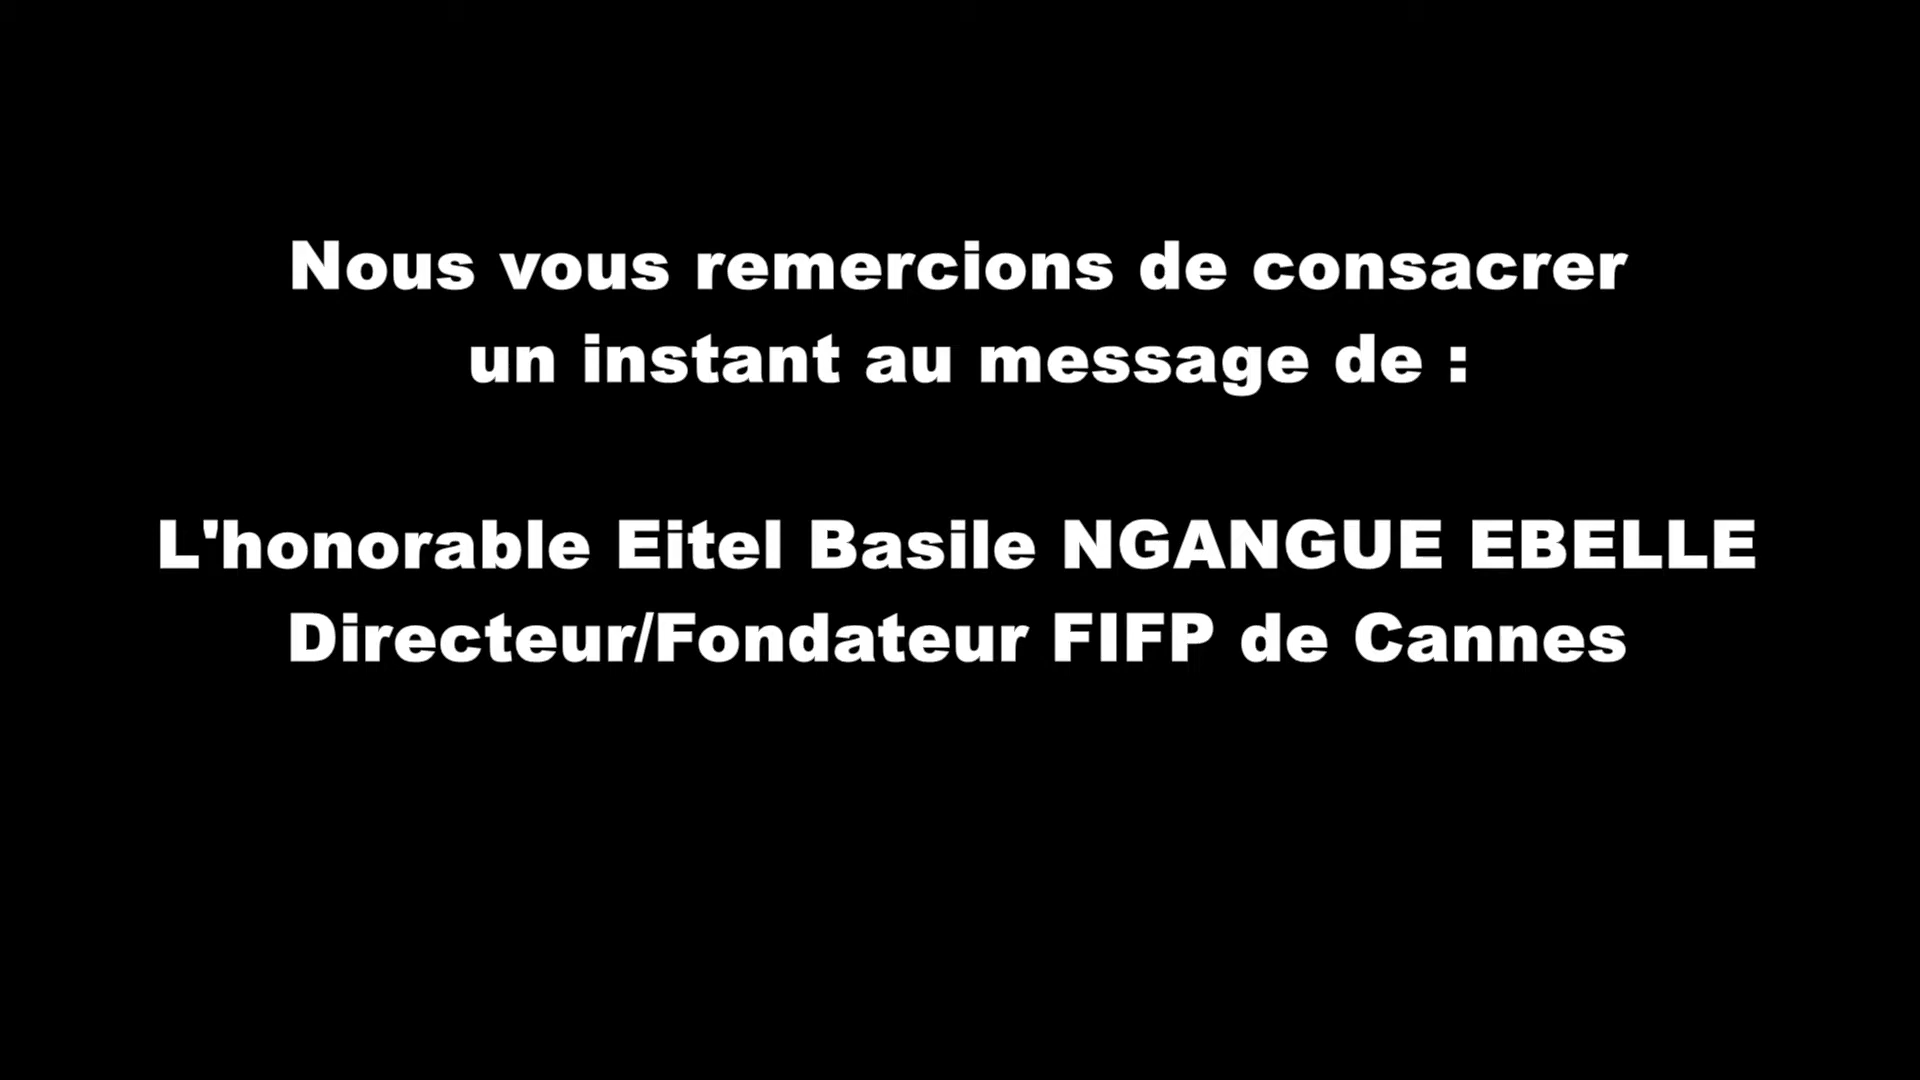 Nous vous remercions de consacrer
un instant au message de :
L'honorable Eitel Basile NGANGUE EBELLE
Directeur/Fondateur FIFP de Cannes